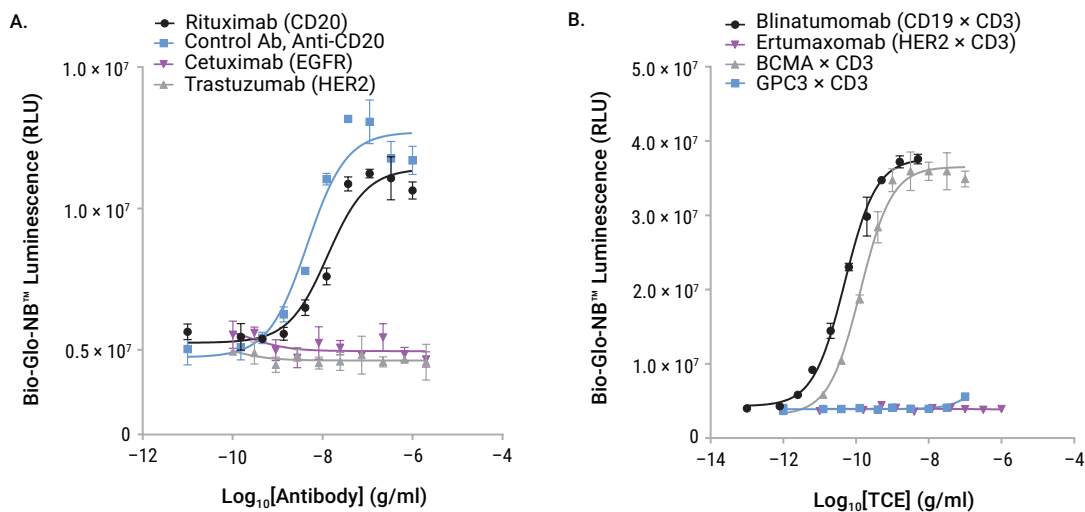 A.
Rituximab (CD20)
Control Ab, Anti-CD20
Cetuximab (EGFR)
Trastuzumab (HER2)
Bio-Glo-NB™ Luminescence (RLU)
1.0 × 10⁷
1.0 × 10⁷
0.5 × 10⁷
0
−12
−10
−8
−6
−4
Log₁₀[Antibody] (g/ml)
B.
Blinatumomab (CD19 × CD3)
Ertumaxomab (HER2 × CD3)
BCMA × CD3
GPC3 × CD3
Bio-Glo-NB™ Luminescence (RLU)
5.0 × 10⁷
4.0 × 10⁷
3.0 × 10⁷
2.0 × 10⁷
1.0 × 10⁷
0
−14
−12
−10
−8
−6
−4
Log₁₀[TCE] (g/ml)